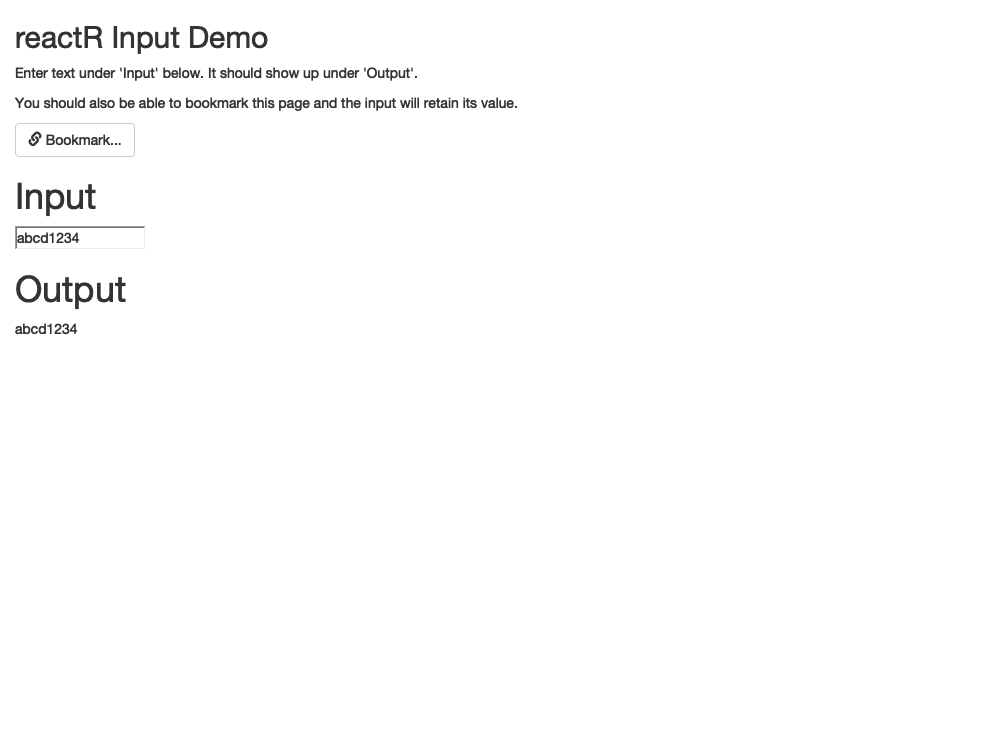 reactR Input Demo
Enter text under 'Input' below. It should show up under 'Output'.
You should also be able to bookmark this page and the input will retain its value.
Bookmark...
Input
abcd1234
Output
abcd1234